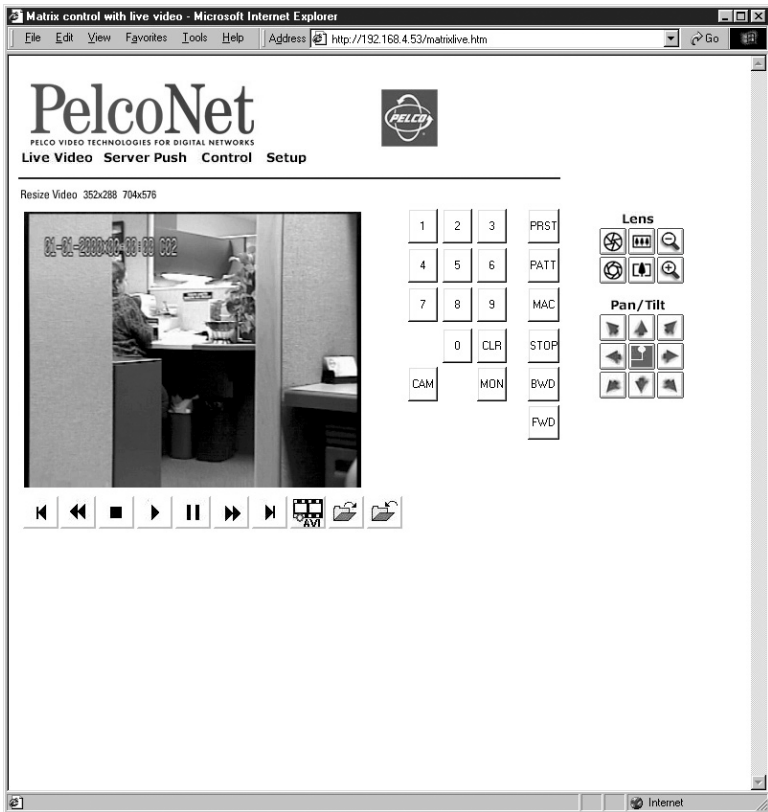 Matrix control with live video - Microsoft Internet Explorer
File Edit View Favorites Tools Help Address http://192.168.4.53/matrixlive.htm Go
PelcoNet
PELCO VIDEO TECHNOLOGIES FOR DIGITAL NETWORKS
PELCO
Live Video Server Push Control Setup
Resize Video 352x288 704x576
01-01-2000
1 2 3 PRST
4 5 6 PATT
7 8 9 MAC
0 CLR STOP
CAM MON BWD
FWD
Lens
Pan/Tilt
AVI
Internet